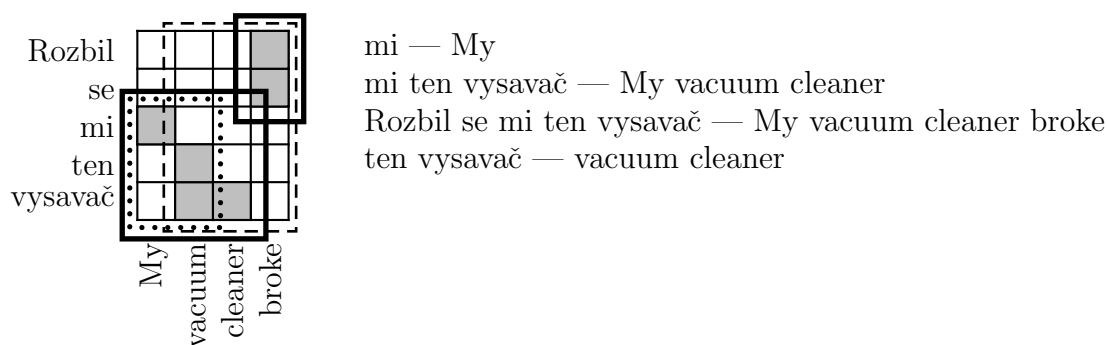 Rozbil
se
mi
ten
vysavač
My
vacuum
cleaner
broke
mi — My
mi ten vysavač — My vacuum cleaner
Rozbil se mi ten vysavač — My vacuum cleaner broke
ten vysavač — vacuum cleaner